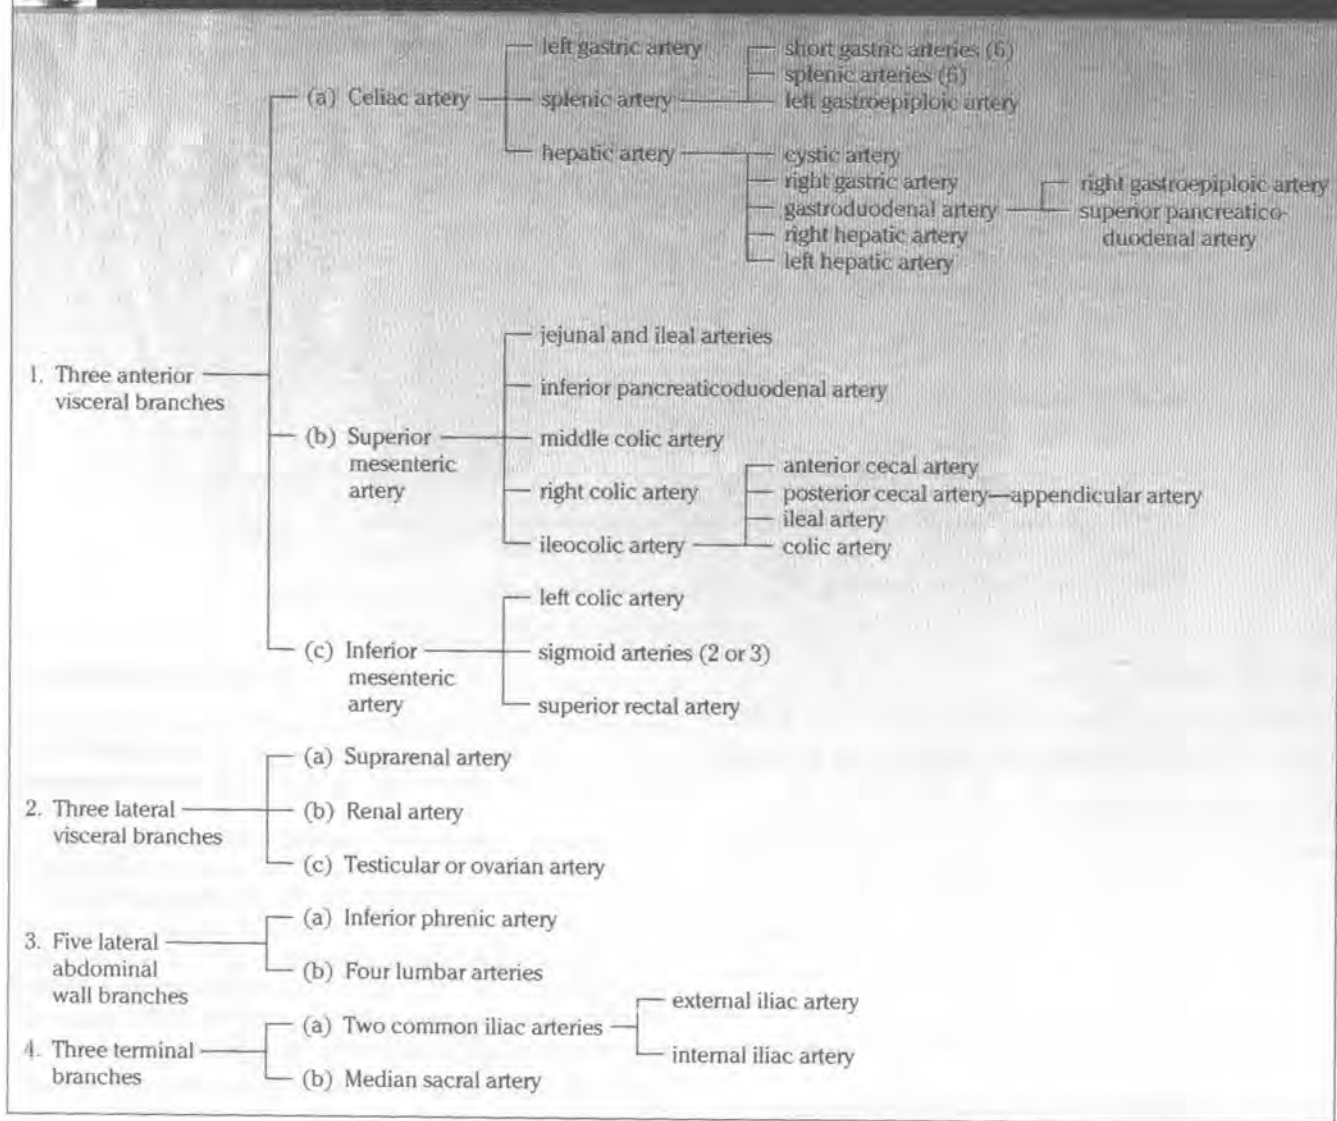 left gastric artery
short gastric arteries (6)
splenic arteries (6)
(a) Celiac artery
splenic artery
left gastroepiploic artery
hepatic artery
cystic artery
right gastric artery
right gastroepiploic artery
gastroduodenal artery
superior pancreatico-
duodenal artery
right hepatic artery
left hepatic artery
jejunal and ileal arteries
1. Three anterior
visceral branches
inferior pancreaticoduodenal artery
(b) Superior
mesenteric
artery
middle colic artery
anterior cecal artery
right colic artery
posterior cecal artery—appendicular artery
ileal artery
ileocolic artery
colic artery
left colic artery
(c) Inferior
mesenteric
artery
sigmoid arteries (2 or 3)
superior rectal artery
(a) Suprarenal artery
2. Three lateral
visceral branches
(b) Renal artery
(c) Testicular or ovarian artery
(a) Inferior phrenic artery
3. Five lateral
abdominal
wall branches
(b) Four lumbar arteries
external iliac artery
(a) Two common iliac arteries
internal iliac artery
4. Three terminal
branches
(b) Median sacral artery